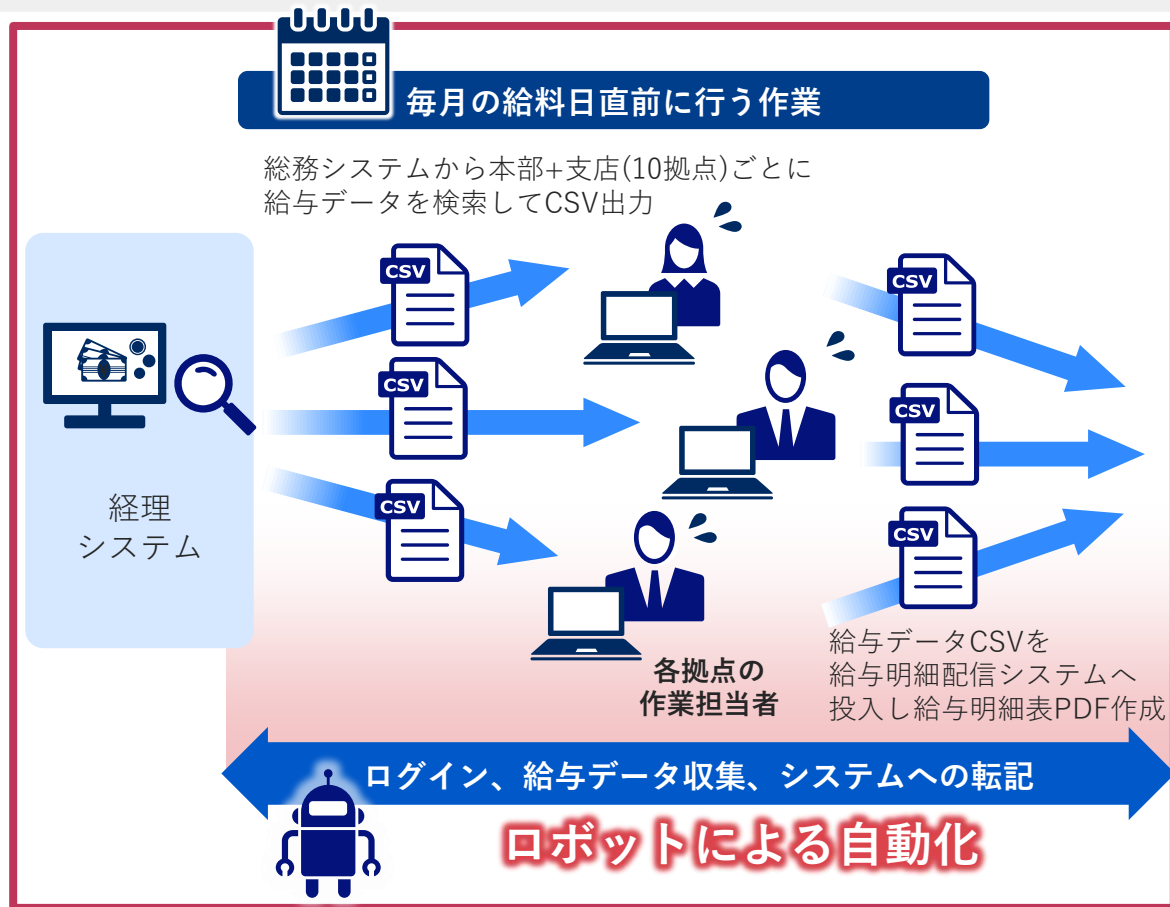 毎月の給料日直前に行う作業
総務システムから本部+支店(10拠点)ごとに
給与データを検索してCSV出力
CSV
CSV
CSV
CSV
CSV
CSV
経理
システム
各拠点の
作業担当者
給与データCSVを
給与明細配信システムへ
投入し給与明細表PDF作成
ログイン、給与データ収集、システムへの転記
ロボットによる自動化